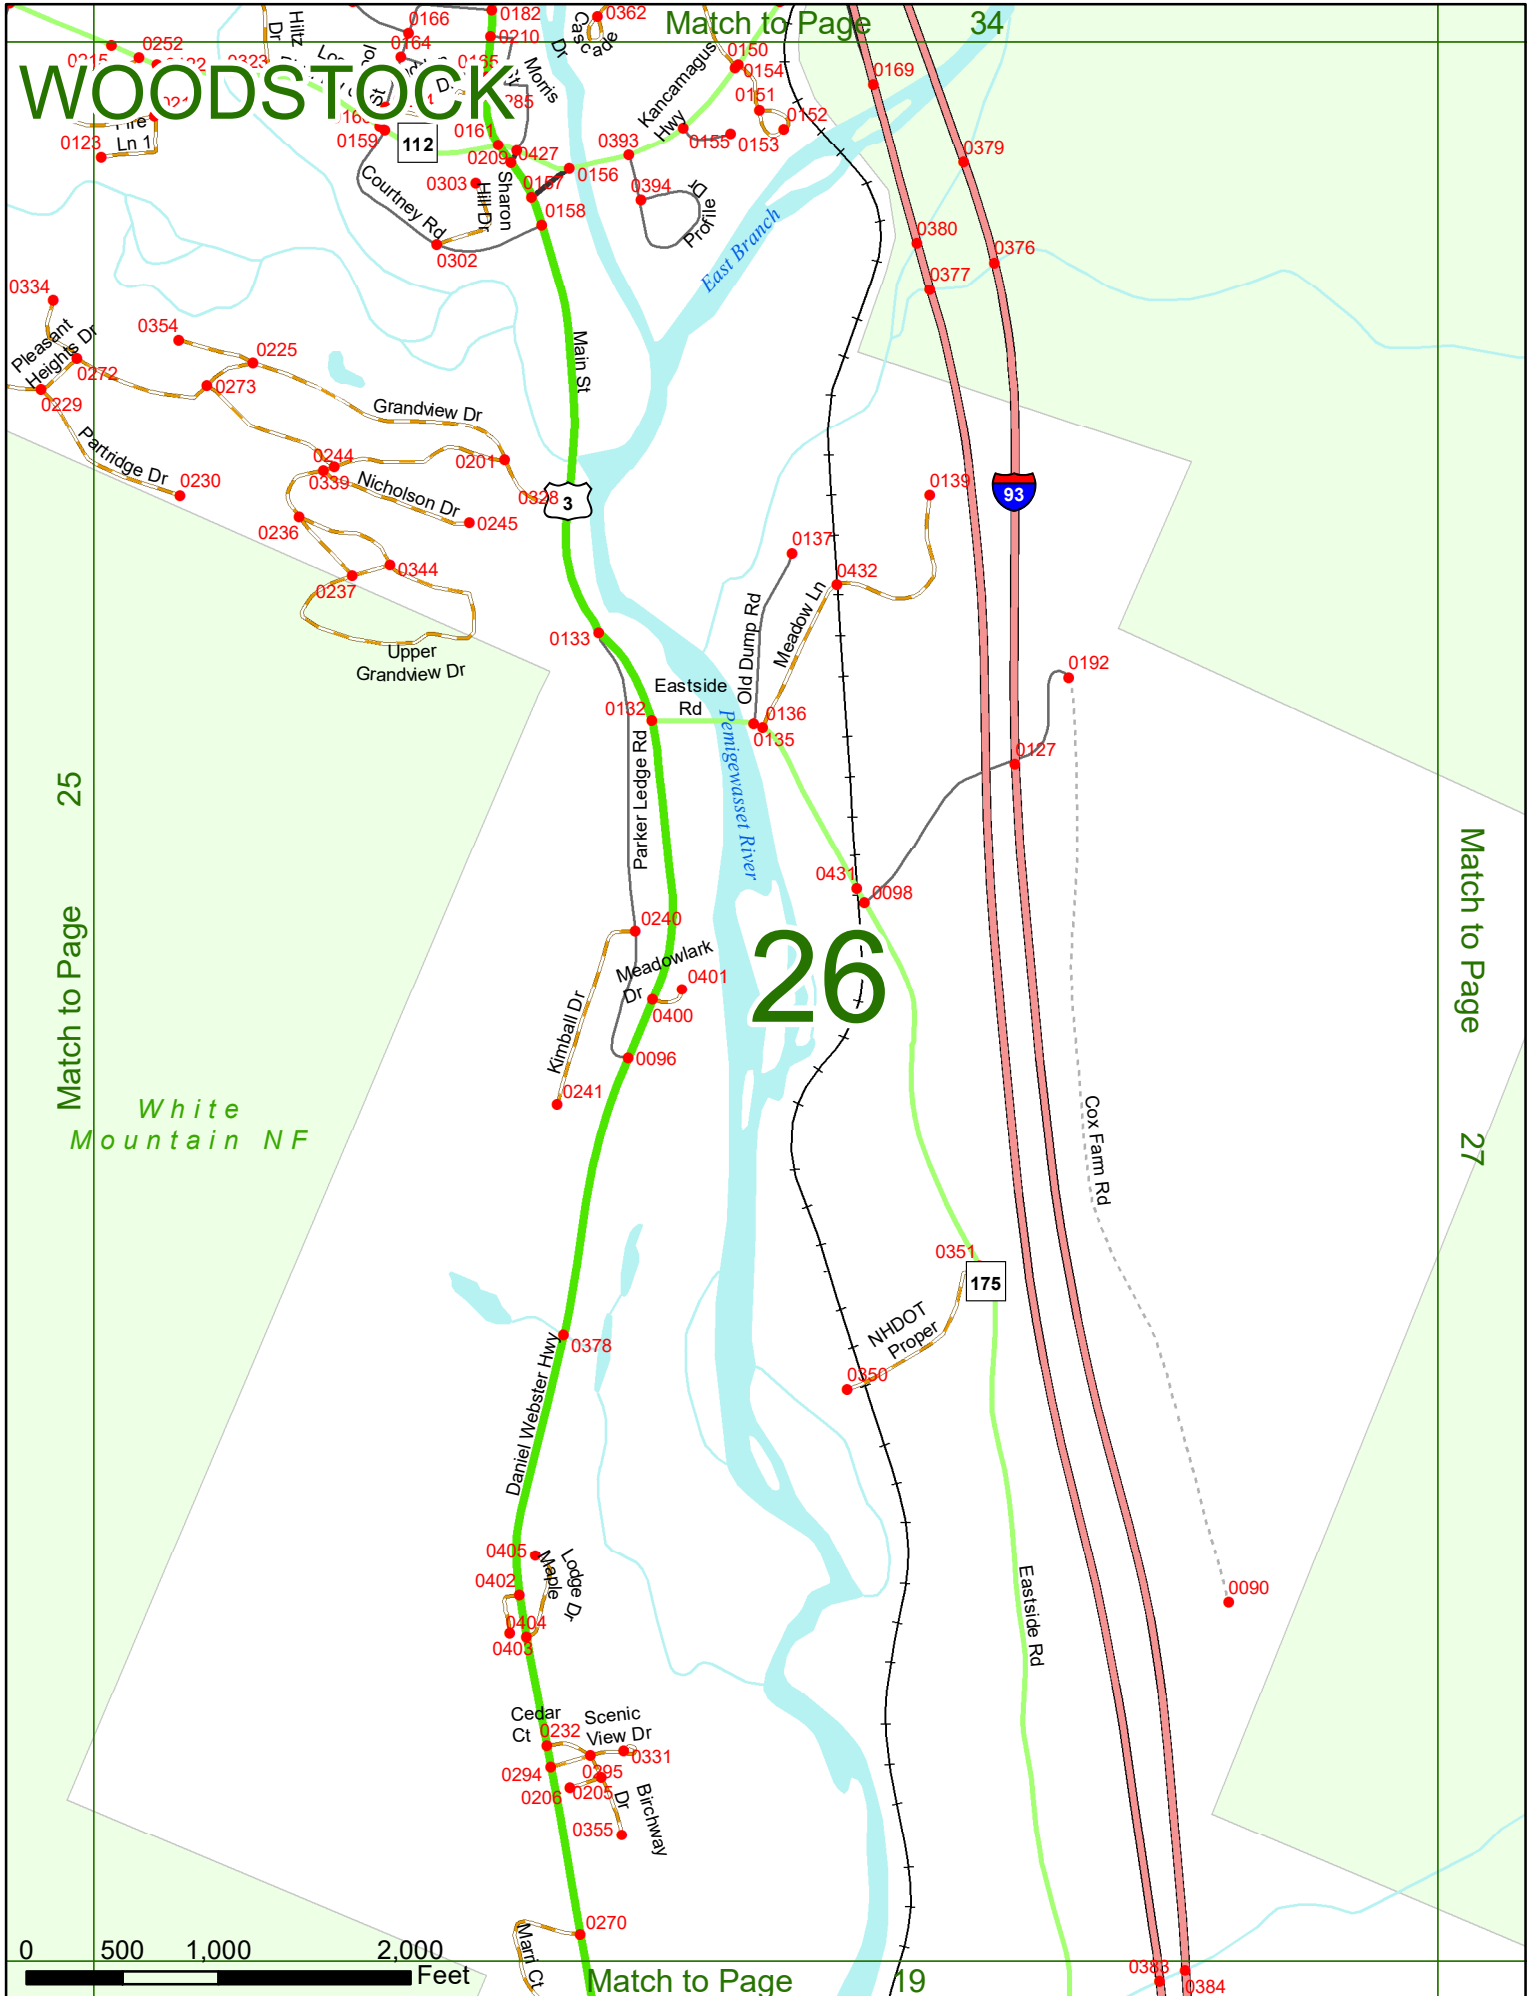 Match to Page 34
WOODSTOCK
26
0182
0362
0166
0210
Hiltz
Dr
Cascade
Dr
0252
0164
0150
0154
0169
Morris
Kancamagus
Hwy
0151
0152
0123
Ln 1
0159
112
0161
0209
0427
0393
0155
0153
0379
0156
0303
0157
0394
Courtney Rd
Sharon
Hill Dr
0158
Profile
Dr
East Branch
0302
0380
0376
0377
0334
0354
Pleasant
Heights Dr
0225
0272
0273
0229
Main St
Grandview Dr
Partridge Dr
0230
0244
0339
0201
Nicholson Dr
0328
3
0245
0139
93
0236
0137
0344
0237
0432
Upper
Grandview Dr
0133
Old Dump Rd
Meadow Ln
Eastside
Rd
0192
0132
0136
0135
0127
Parker Ledge Rd
Pemigewasset River
25
Match to Page
0431
0098
0240
Meadowlark
Dr
0401
0400
Kimball Dr
0096
0241
White
Mountain NF
Match to Page
27
Cox Farm Rd
0351
175
NHDOT
Proper
0350
0378
Daniel Webster Hwy
0405
Maple
Lodge Dr
0402
0404
0403
0090
Eastside Rd
Cedar
Ct
0232
Scenic
View Dr
0331
0294
0295
0206
0205
Birchway
Dr
0355
0270
Marri Ct
0383
0384
0 500 1,000 2,000
Feet
Match to Page 19